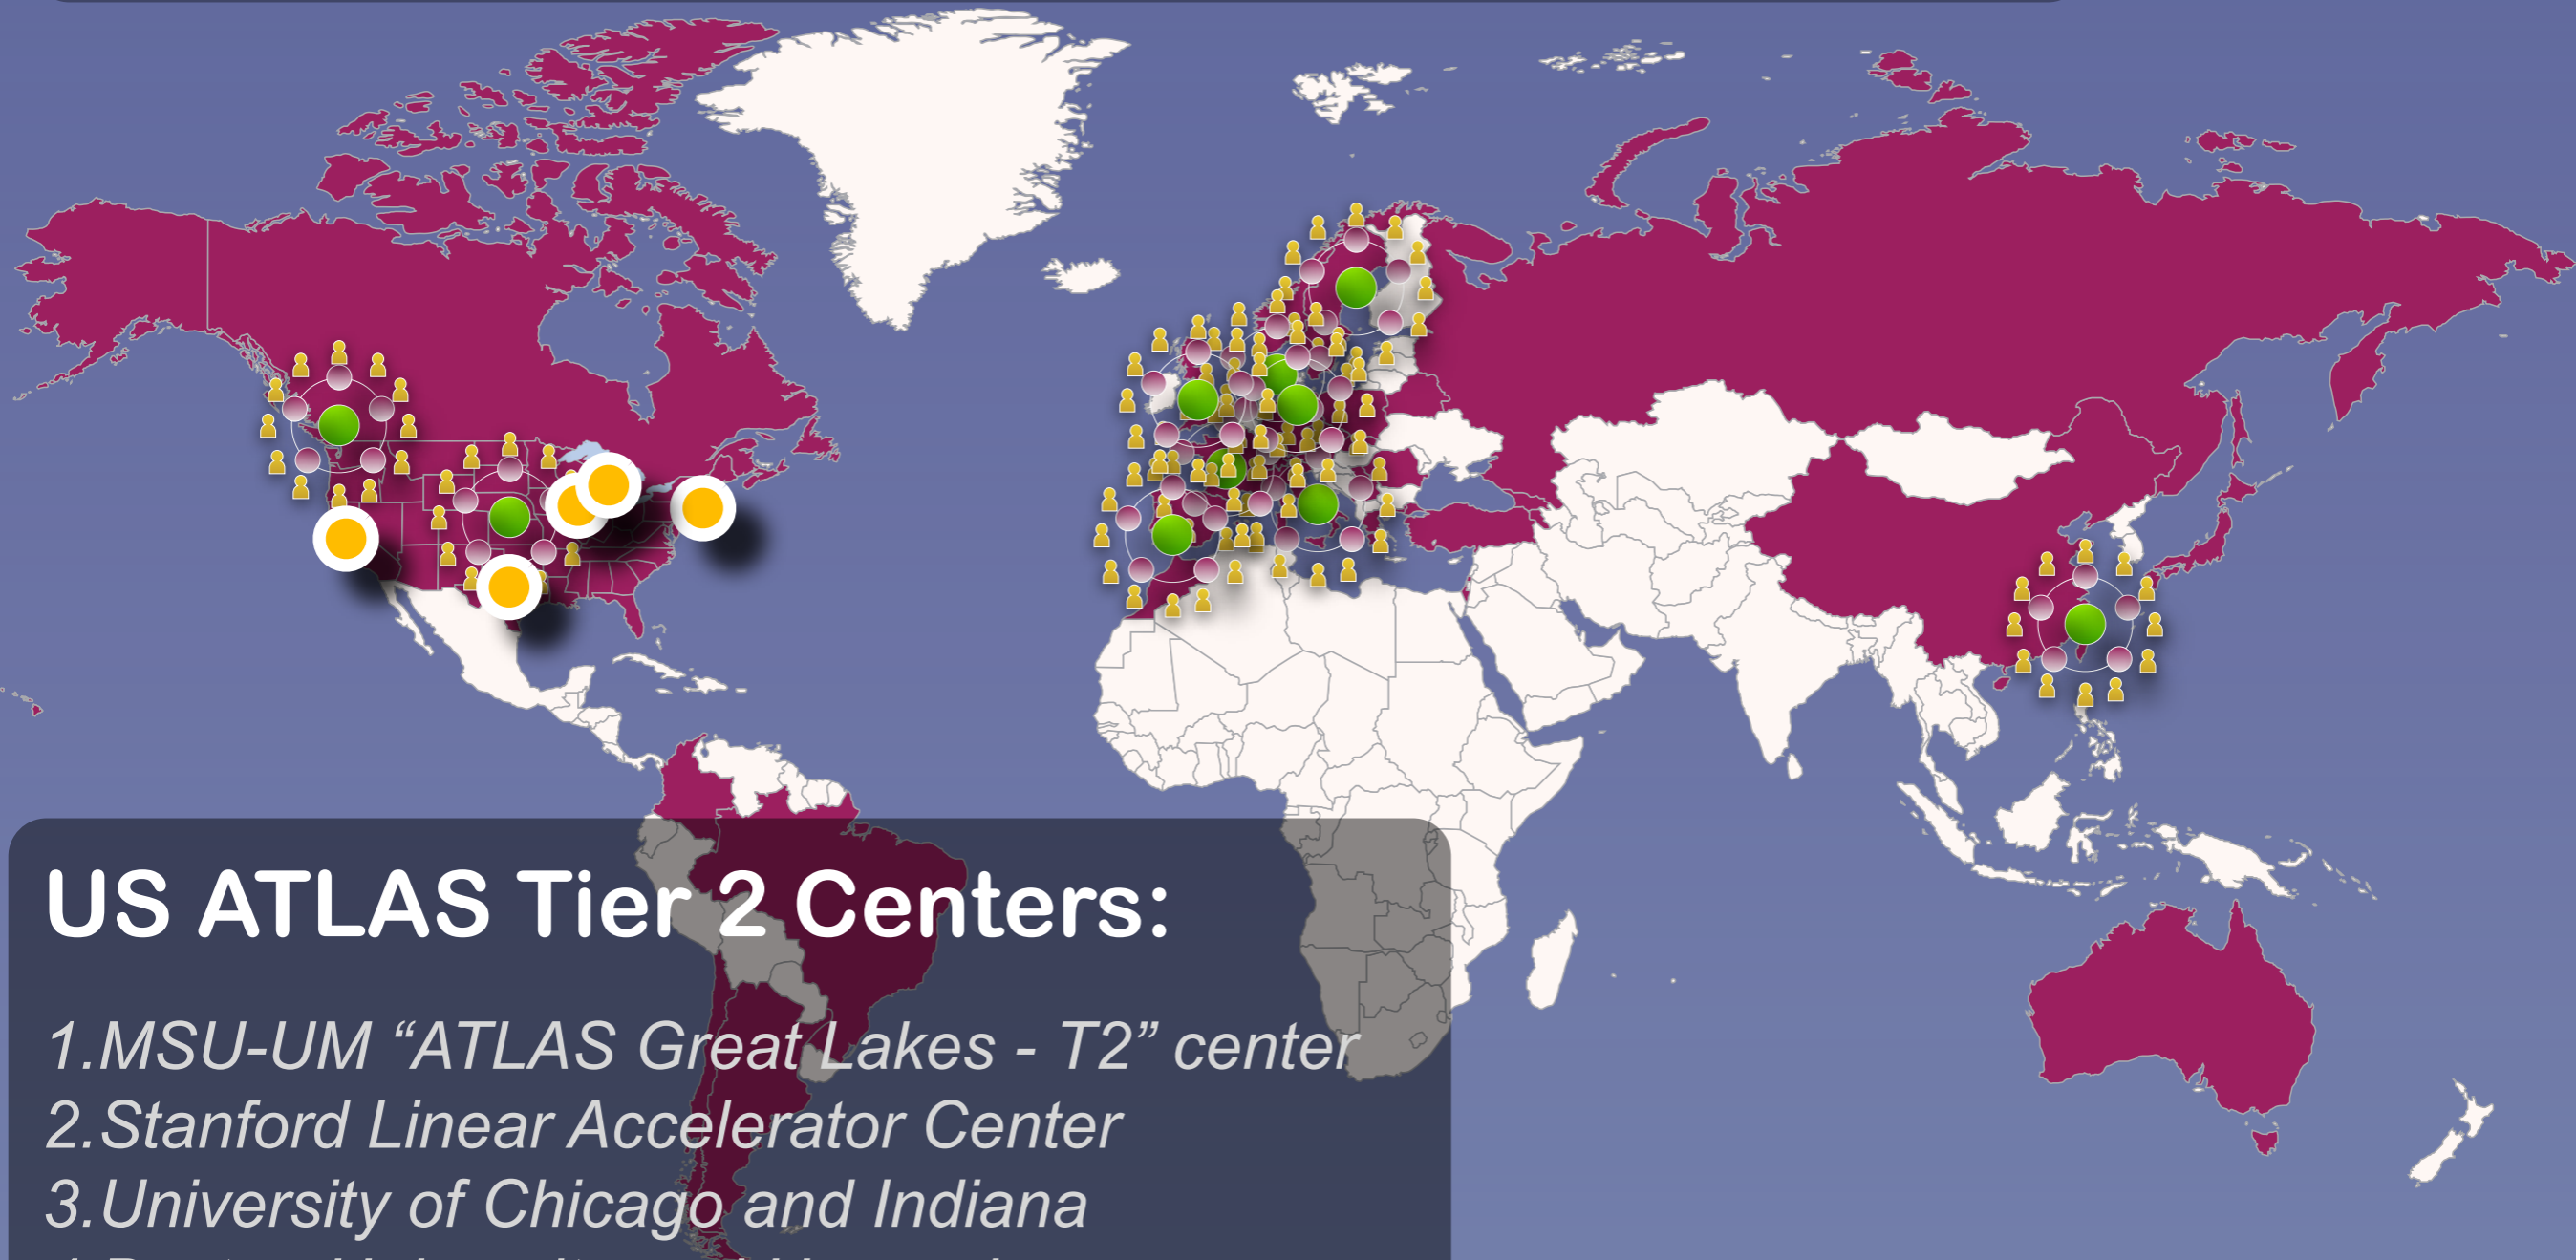 US ATLAS Tier 2 Centers:
1.MSU-UM “ATLAS Great Lakes - T2” center
2.Stanford Linear Accelerator Center
3.University of Chicago and Indiana